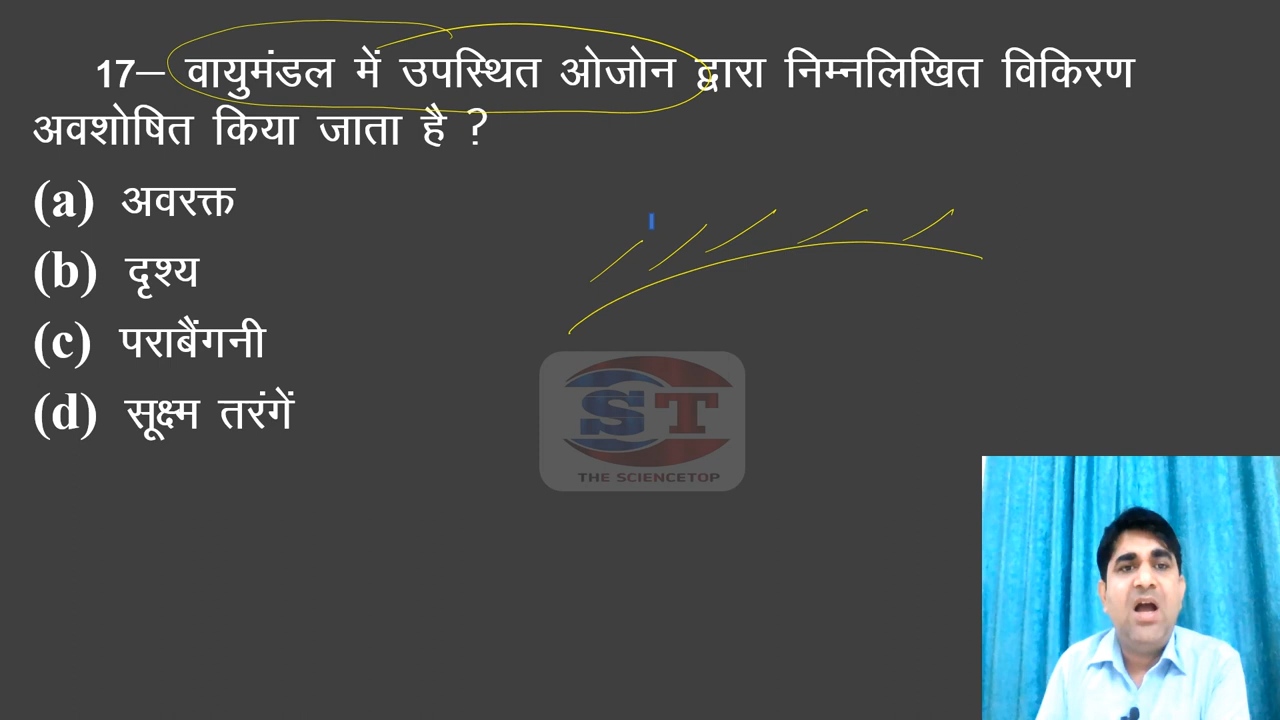 17– वायुमंडल में उपस्थित ओजोन द्वारा निम्नलिखित विकिरण
अवशोषित किया जाता है ?
(a) अवरक्त
(b) दृश्य
(c) पराबैंगनी
(d) सूक्ष्म तरंगें
ST
THE SCIENCETOP